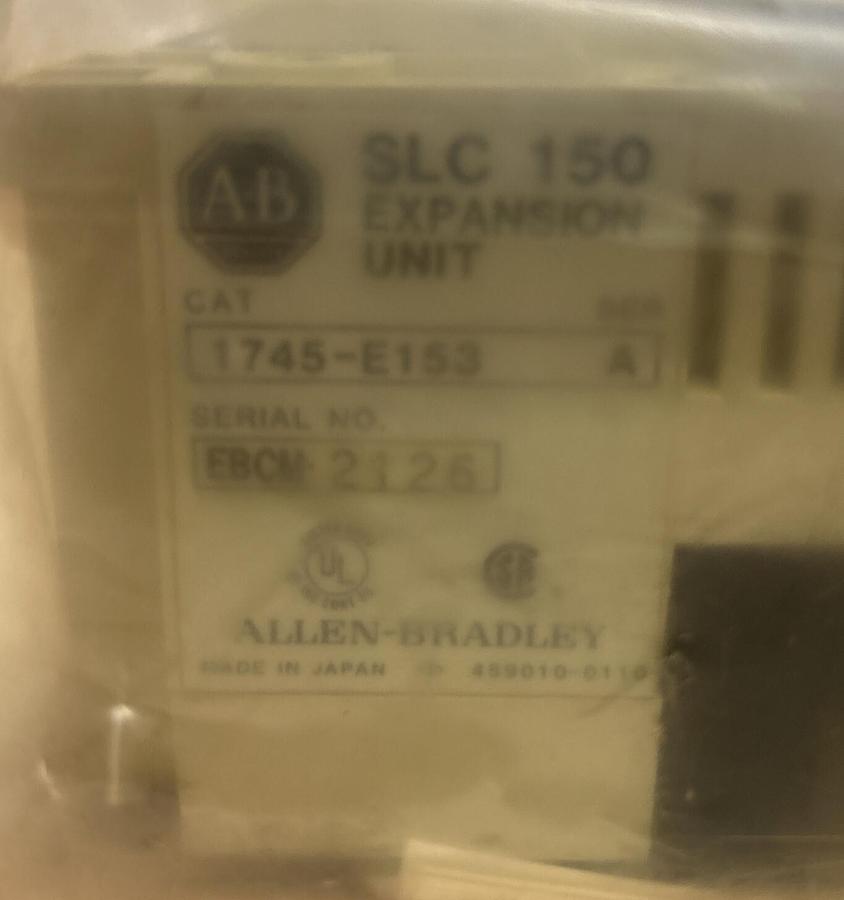 AB
SLC 150
EXPANSION
UNIT
CAT SER
1745-E153 A
SERIAL NO.
EBCM- 2126
UL
ALLEN-BRADLEY
MADE IN JAPAN 459010-0110